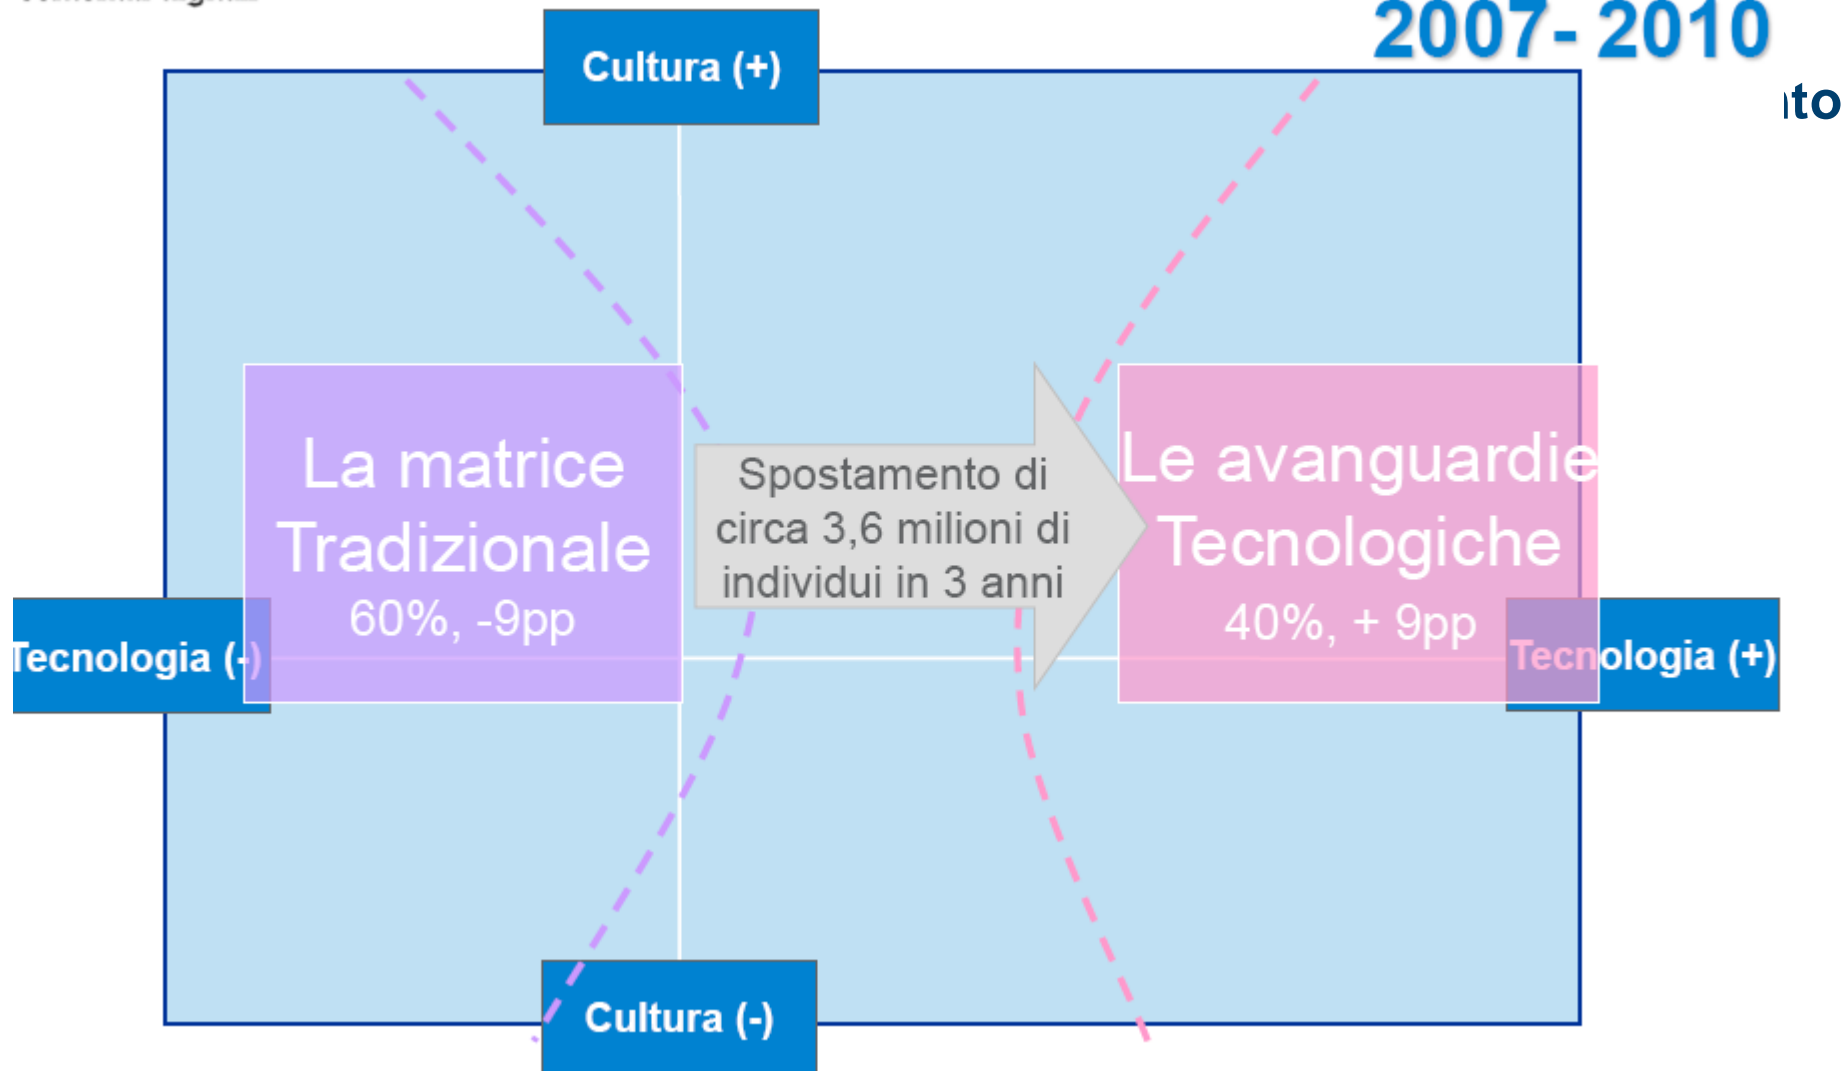 2007- 2010
Cultura (+)
La matrice
Tradizionale
60%, -9pp
Spostamento di
circa 3,6 milioni di
individui in 3 anni
Le avanguardie
Tecnologiche
40%, + 9pp
Tecnologia (-)
Tecnologia (+)
Cultura (-)